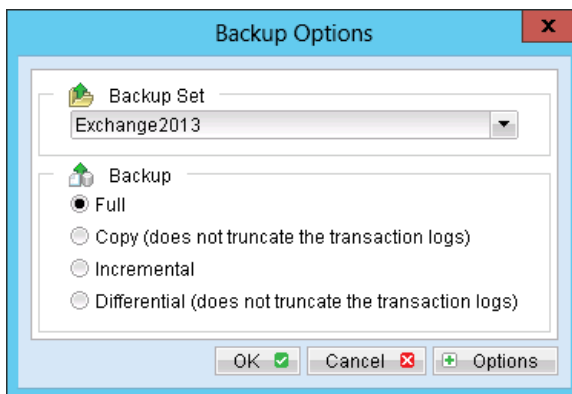 Backup Options
x
Backup Set
Exchange2013
Backup
Full
Copy (does not truncate the transaction logs)
Incremental
Differential (does not truncate the transaction logs)
OK Cancel Options